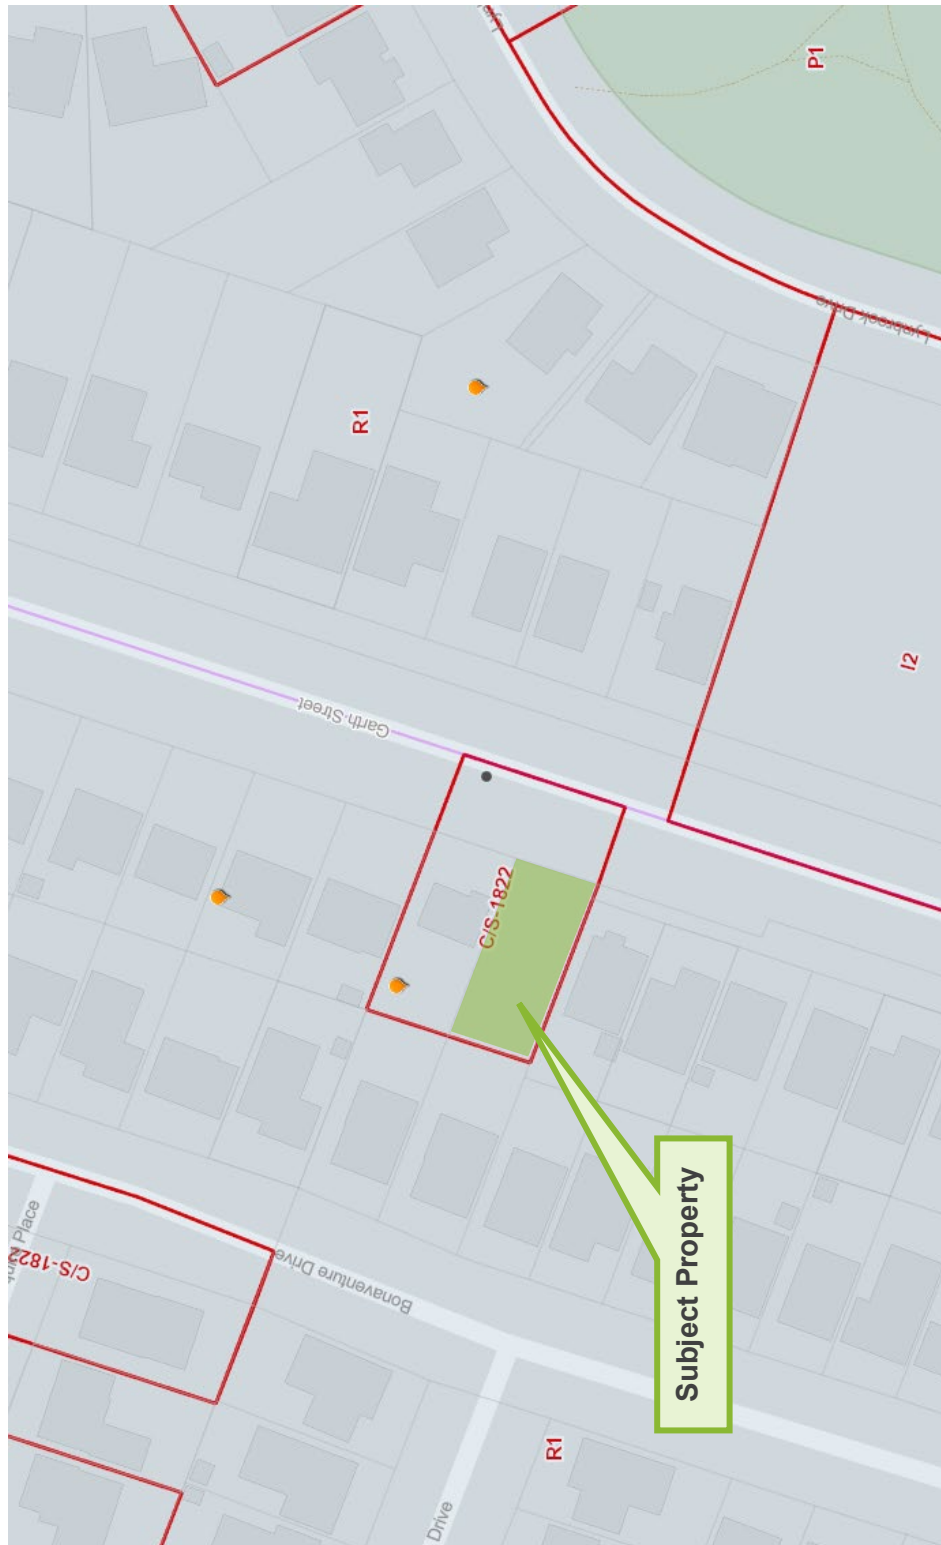 P1
Lynbrook Drive
R1
I2
Garth Street
C/S-1822
Place
C/S-1822
Bonaventure Drive
Subject Property
R1
Drive